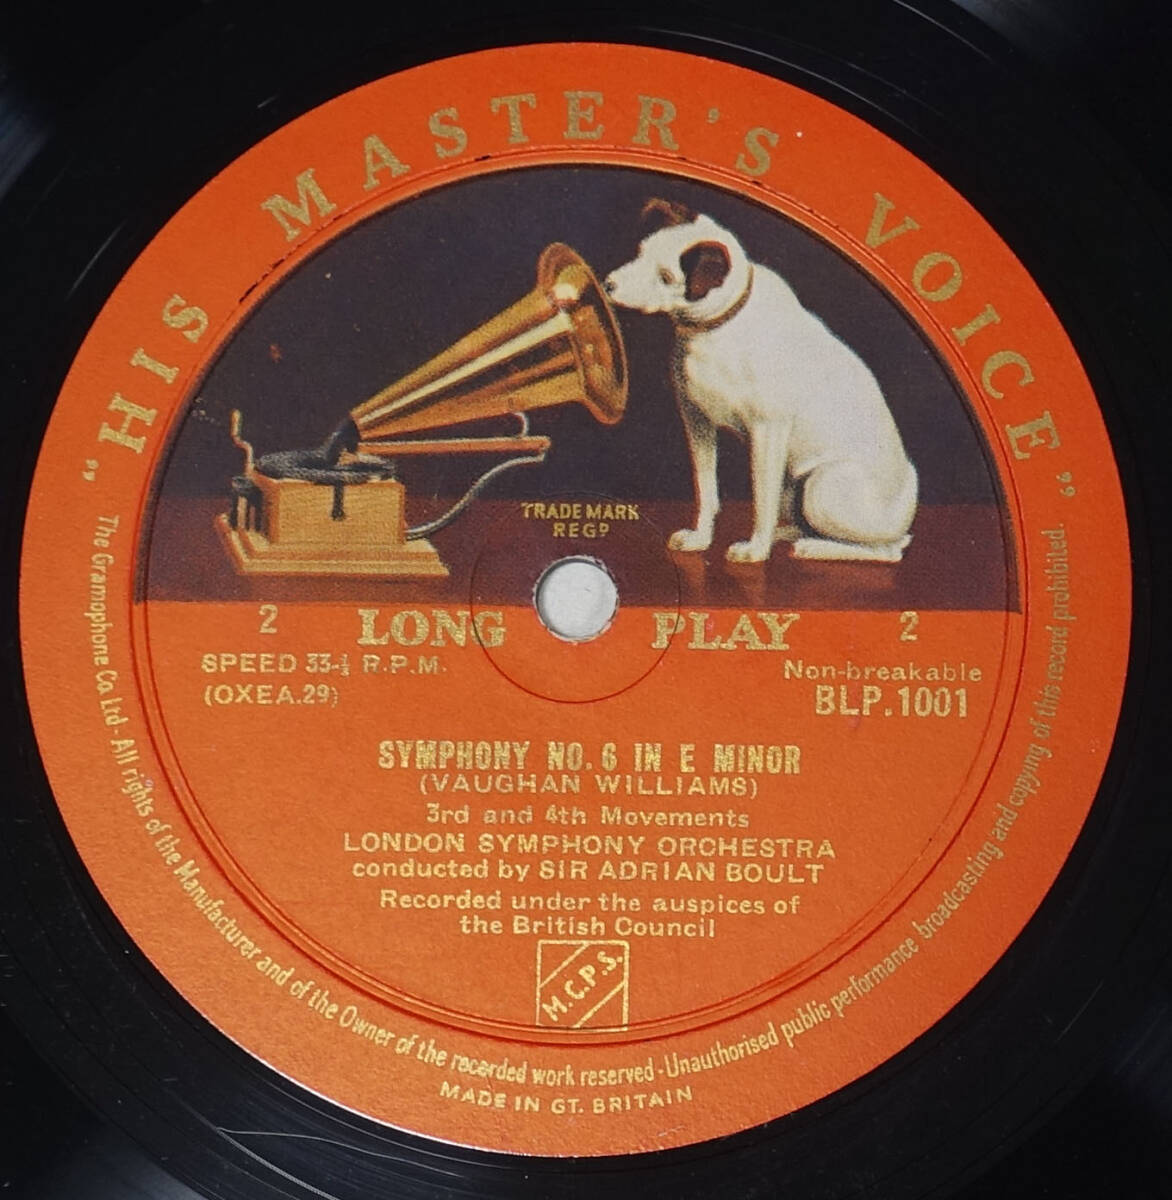 "HIS MASTER'S VOICE"
TRADE MARK
REGD
2 LONG PLAY 2
SPEED 33-⅓ R.P.M.
(OXEA.29)
Non-breakable
BLP.1001
SYMPHONY NO. 6 IN E MINOR
(VAUGHAN WILLIAMS)
3rd and 4th Movements
LONDON SYMPHONY ORCHESTRA
conducted by SIR ADRIAN BOULT
Recorded under the auspices of
the British Council
M.C.P.S.
The Gramophone Co. Ltd - All rights of the Manufacturer and of the Owner of the recorded work reserved - Unauthorised public performance broadcasting and copying of this record prohibited.
MADE IN GT. BRITAIN